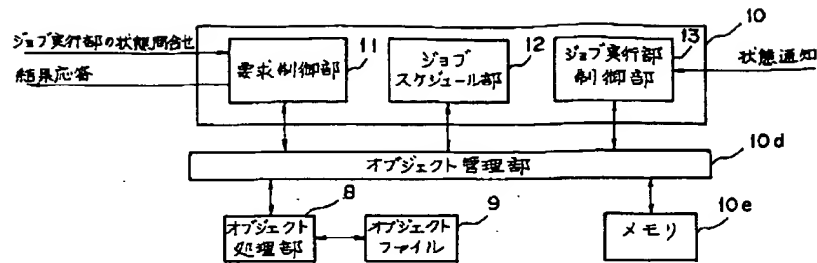 ジョブ実行部の状態問合せ
結果応答
要求制御部
11
ジョブ
スケジュール部
12
ジョブ実行部
制御部
13
10
状態通知
オブジェクト管理部
10d
オブジェクト
処理部
8
オブジェクト
ファイル
9
メモリ
10e